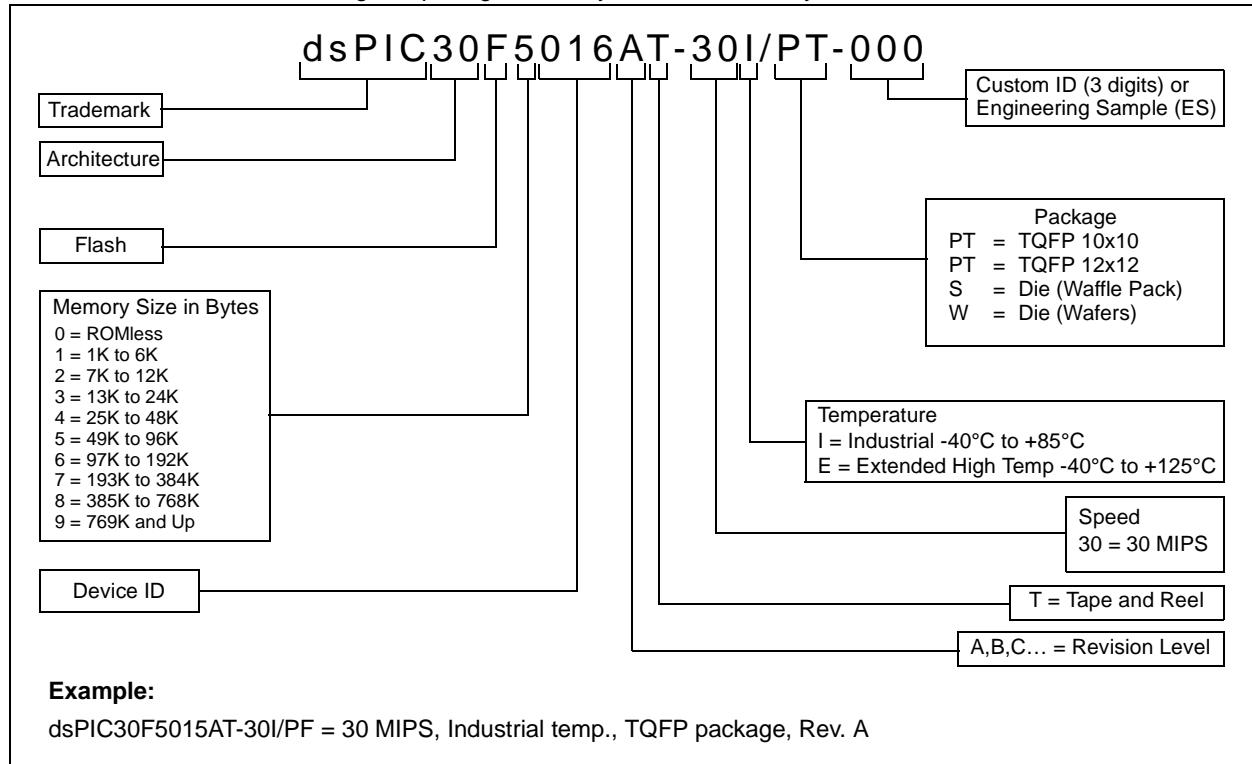 dsPIC30F5016AT-30I/PT-000
Trademark
Architecture
Flash
Memory Size in Bytes
0 = ROMless
1 = 1K to 6K
2 = 7K to 12K
3 = 13K to 24K
4 = 25K to 48K
5 = 49K to 96K
6 = 97K to 192K
7 = 193K to 384K
8 = 385K to 768K
9 = 769K and Up
Device ID
Custom ID (3 digits) or
Engineering Sample (ES)
Package
PT = TQFP 10x10
PT = TQFP 12x12
S = Die (Waffle Pack)
W = Die (Wafers)
Temperature
I = Industrial -40°C to +85°C
E = Extended High Temp -40°C to +125°C
Speed
30 = 30 MIPS
T = Tape and Reel
A,B,C… = Revision Level
Example:
dsPIC30F5015AT-30I/PF = 30 MIPS, Industrial temp., TQFP package, Rev. A